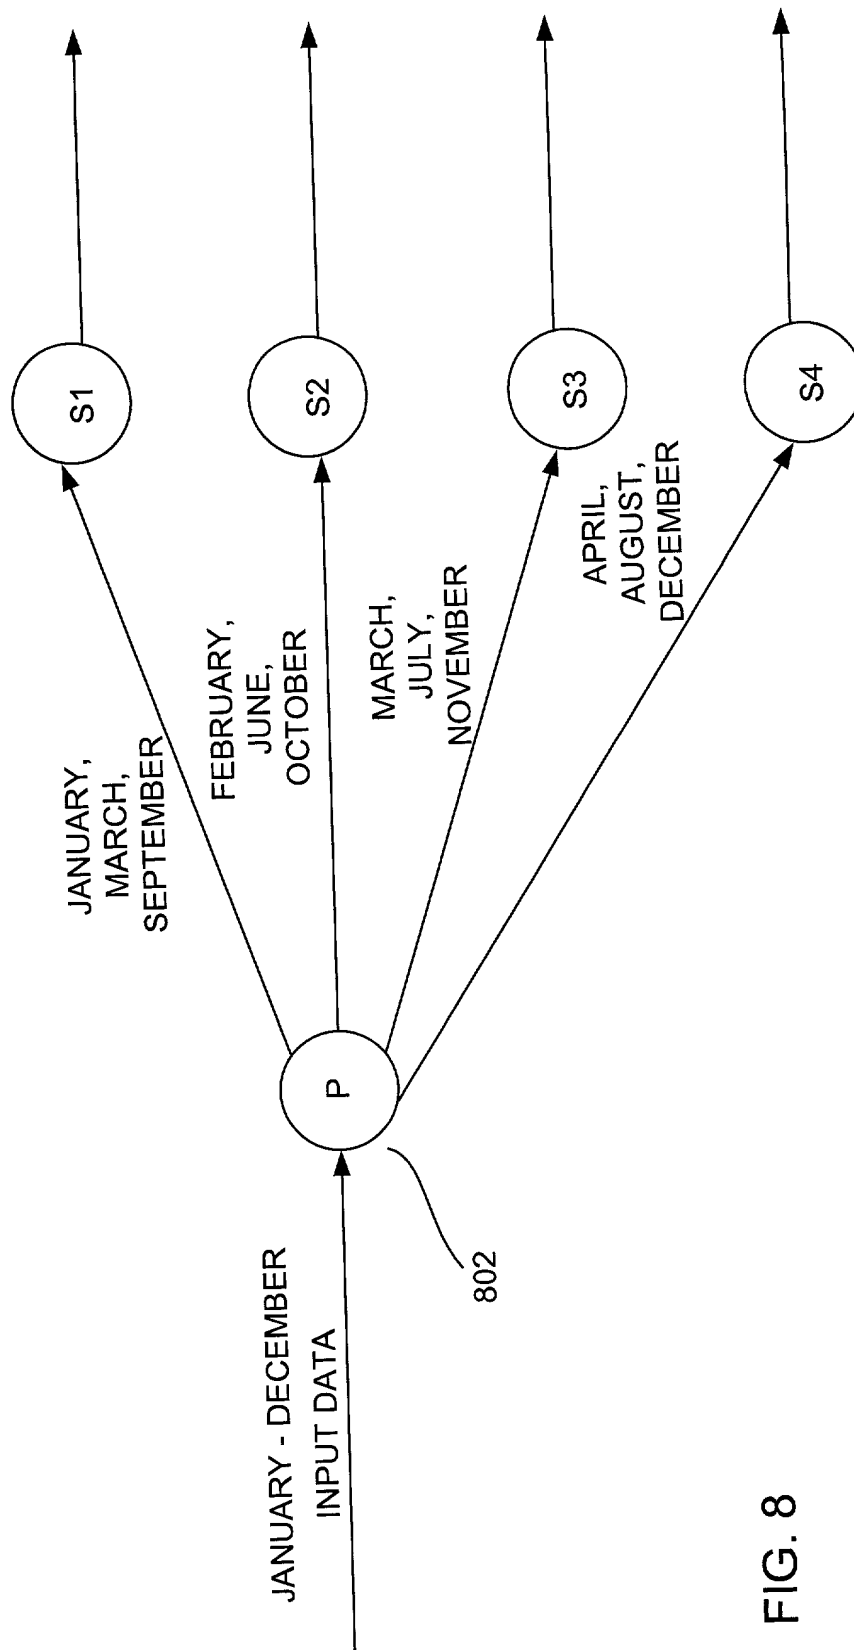 JANUARY - DECEMBER
INPUT DATA
802
P
JANUARY,
MARCH,
SEPTEMBER
FEBRUARY,
JUNE,
OCTOBER
MARCH,
JULY,
NOVEMBER
APRIL,
AUGUST,
DECEMBER
S1
S2
S3
S4
FIG. 8